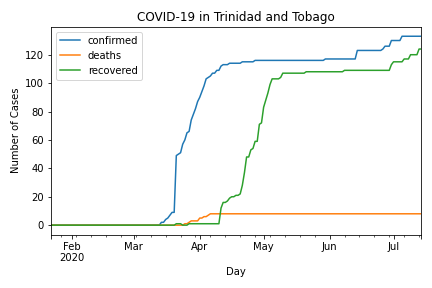 COVID-19 in Trinidad and Tobago
confirmed
deaths
recovered
Number of Cases
120
100
80
60
40
20
0
Feb Mar Apr May Jun Jul
2020
Day